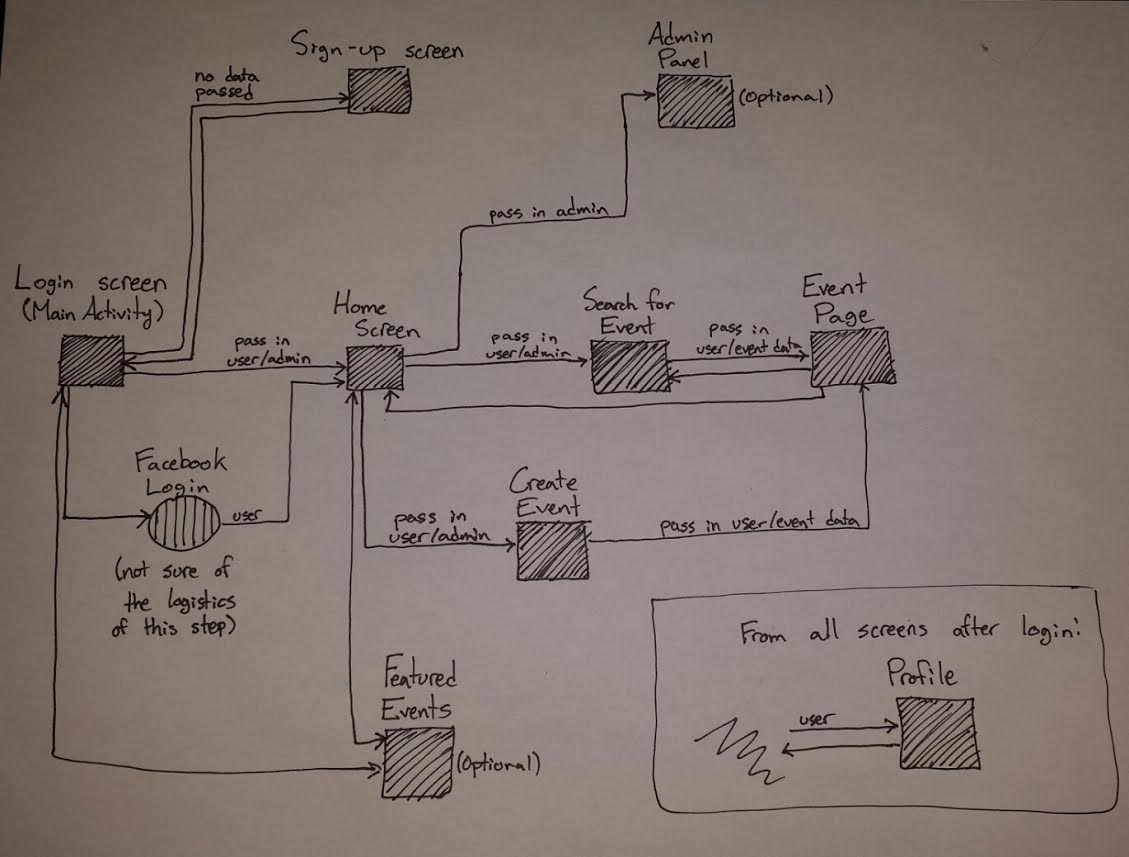 Sign-up screen
no data
passed
Admin
Panel
(Optional)
pass in admin
Login screen
(Main Activity)
Home
Screen
pass in
user/admin
pass in
user/admin
Search for
Event
pass in
user/event data
Event
Page
Facebook
Login
user
(not sure of
the logistics
of this step)
pass in
user/admin
Create
Event
pass in user/event data
Featured
Events
(Optional)
From all screens after login:
Profile
user